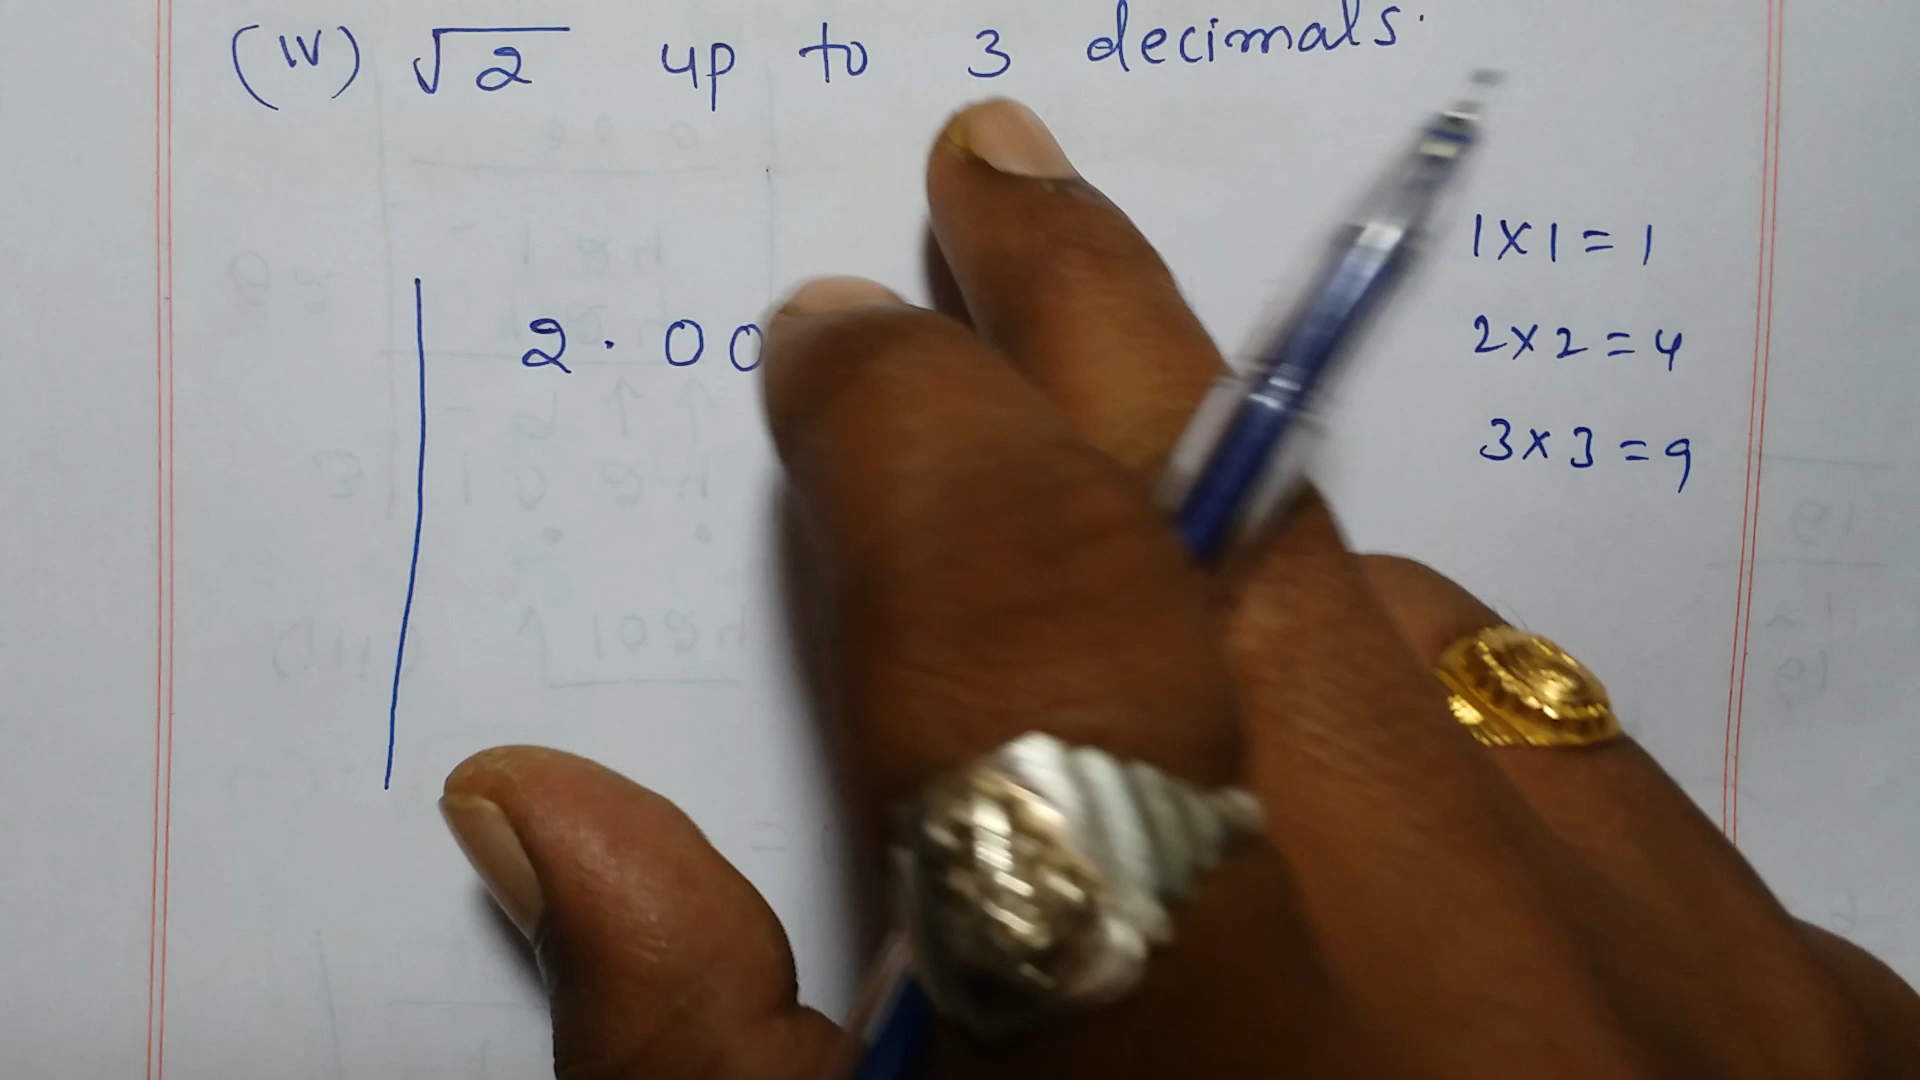 (iv) √2 up to 3 decimals.
1×1=1
2.00
2×2=4
3×3=9